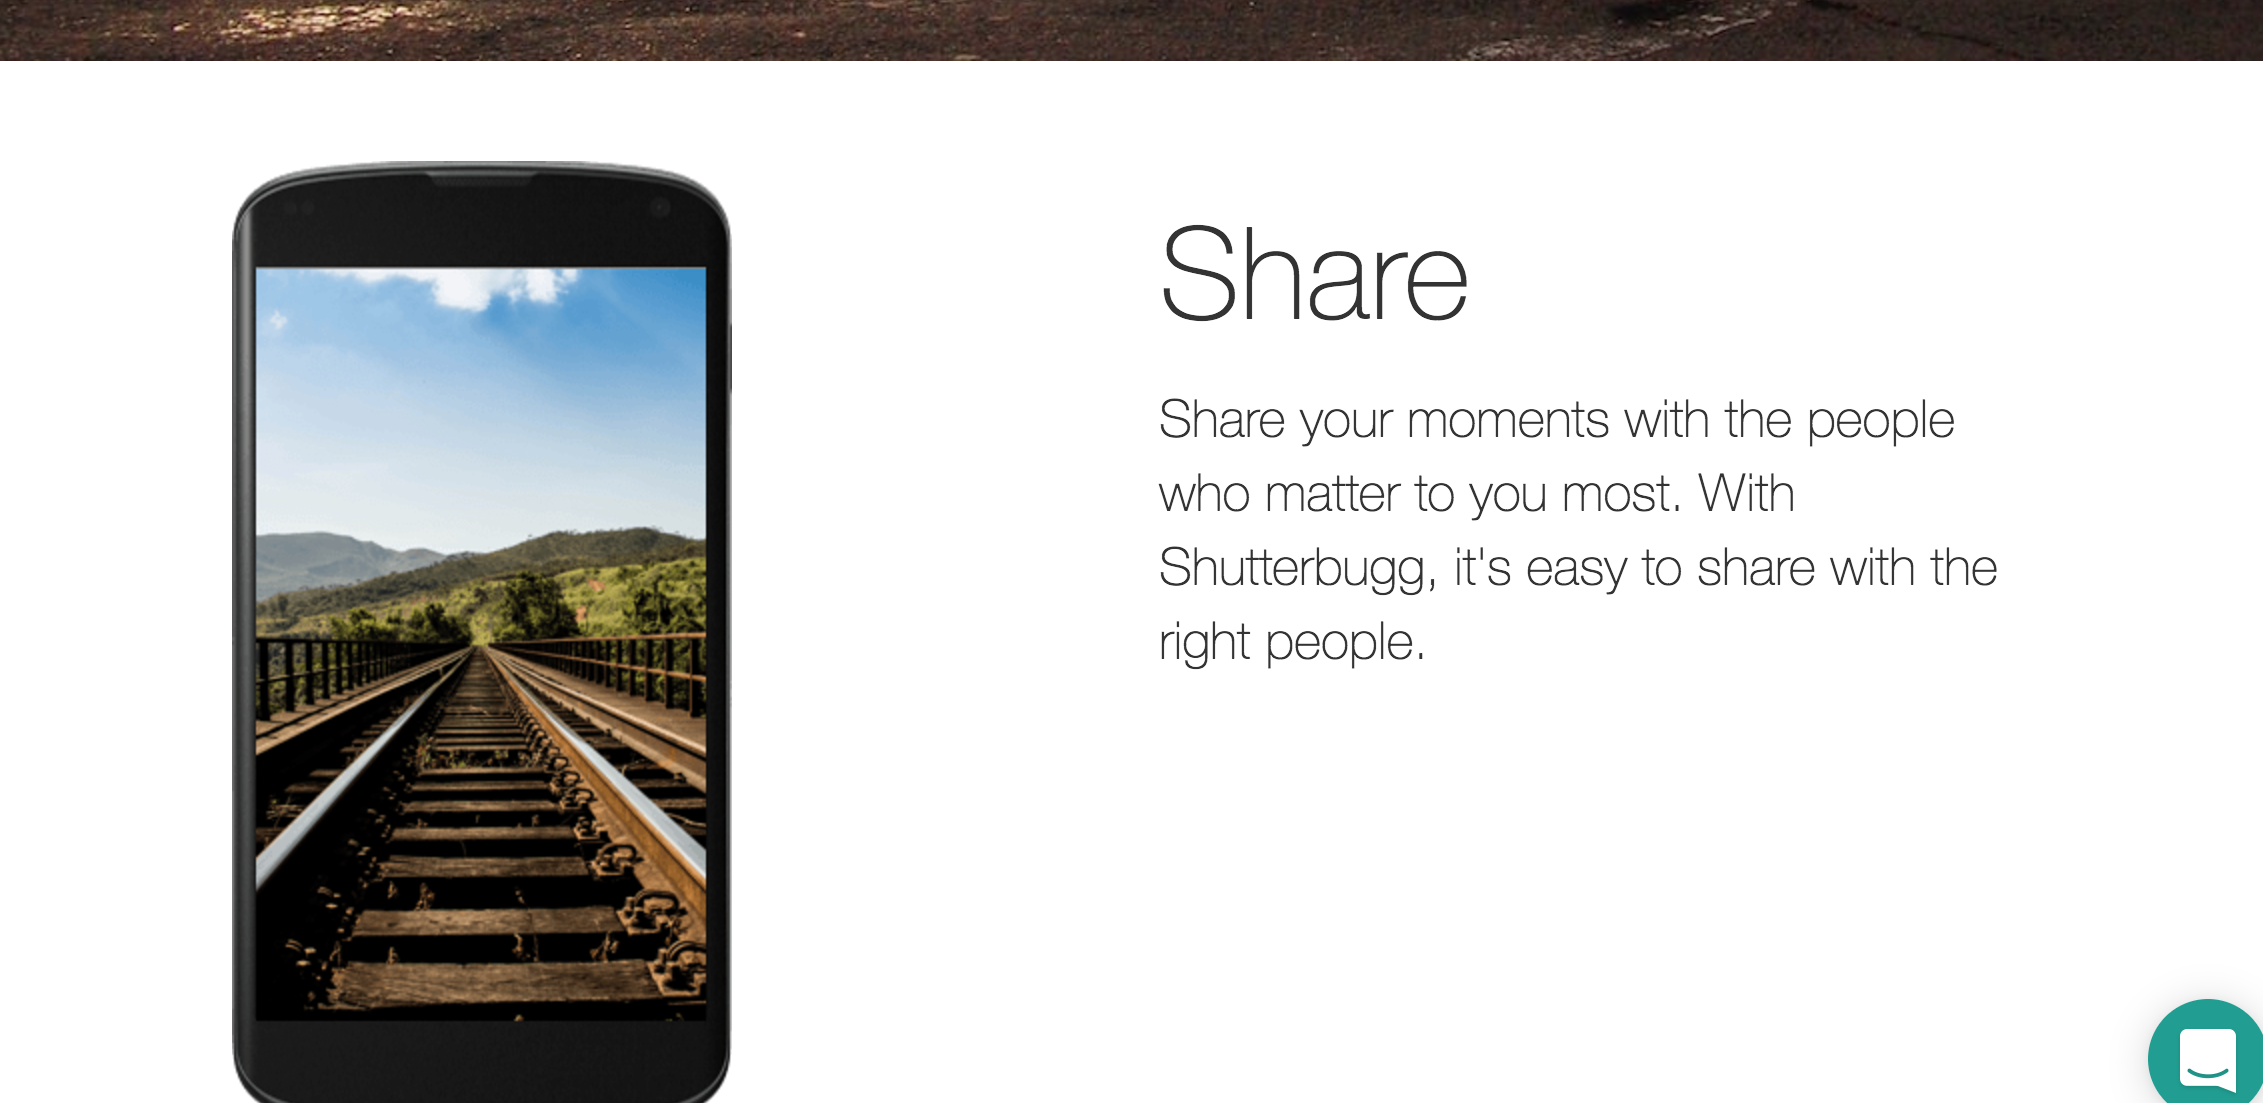 Share
Share your moments with the people
who matter to you most. With
Shutterbugg, it's easy to share with the
right people.